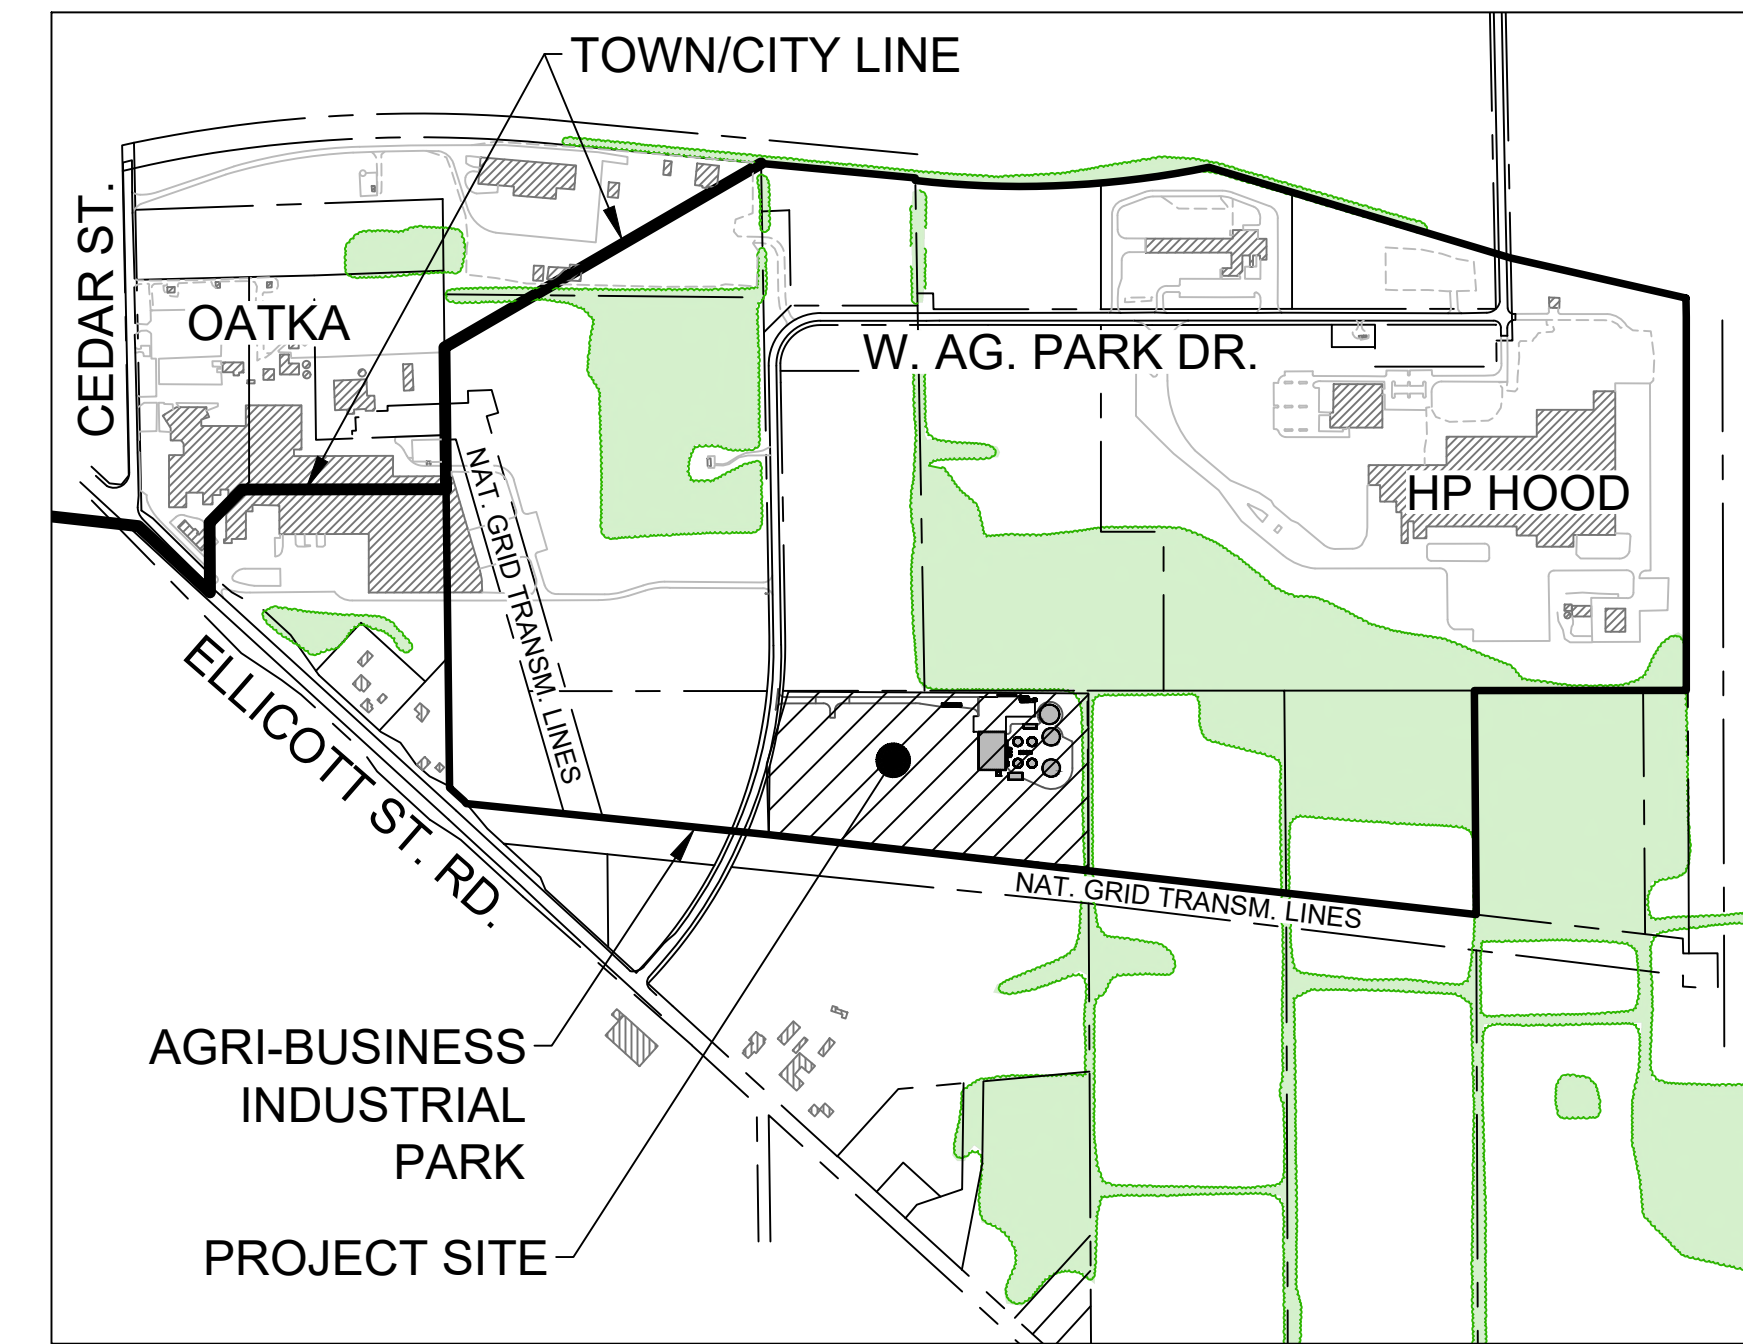 TOWN/CITY LINE
CEDAR ST.
OATKA
W. AG. PARK DR.
HP HOOD
NAT. GRID TRANSM. LINES
ELLICOTT ST. RD.
NAT. GRID TRANSM. LINES
AGRI-BUSINESS
INDUSTRIAL
PARK
PROJECT SITE